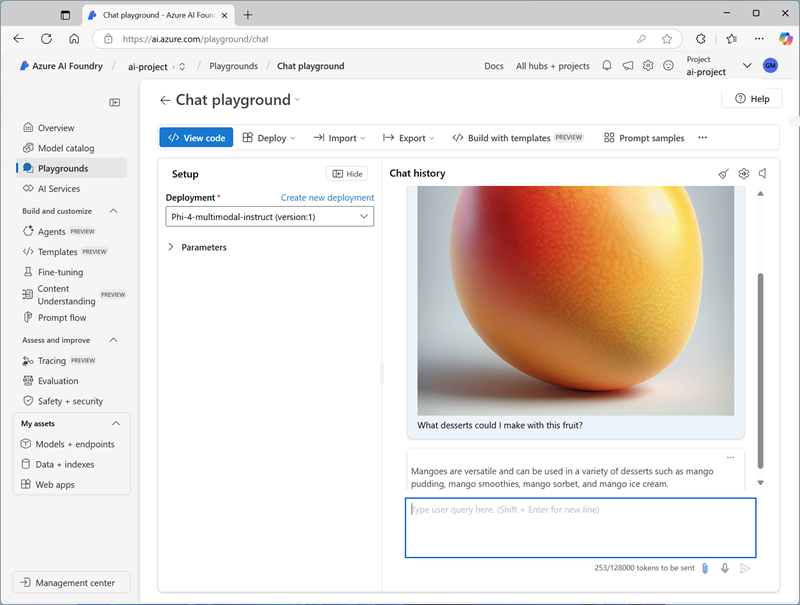 Chat playground - Azure AI Foun
https://ai.azure.com/playground/chat
Azure AI Foundry / ai-project / Playgrounds / Chat playground
Docs All hubs + projects
Project
ai-project
GM
Chat playground
Help
Overview
Model catalog
Playgrounds
AI Services
Build and customize
Agents PREVIEW
Templates PREVIEW
Fine-tuning
Content
Understanding PREVIEW
Prompt flow
Assess and improve
Tracing PREVIEW
Evaluation
Safety + security
My assets
Models + endpoints
Data + indexes
Web apps
Management center
View code Deploy Import Export Build with templates PREVIEW Prompt samples
Setup
Hide
Deployment *
Create new deployment
Phi-4-multimodal-instruct (version:1)
Parameters
Chat history
What desserts could I make with this fruit?
Mangoes are versatile and can be used in a variety of desserts such as mango
pudding, mango smoothies, mango sorbet, and mango ice cream.
Type user query here. (Shift + Enter for new line)
253/128000 tokens to be sent